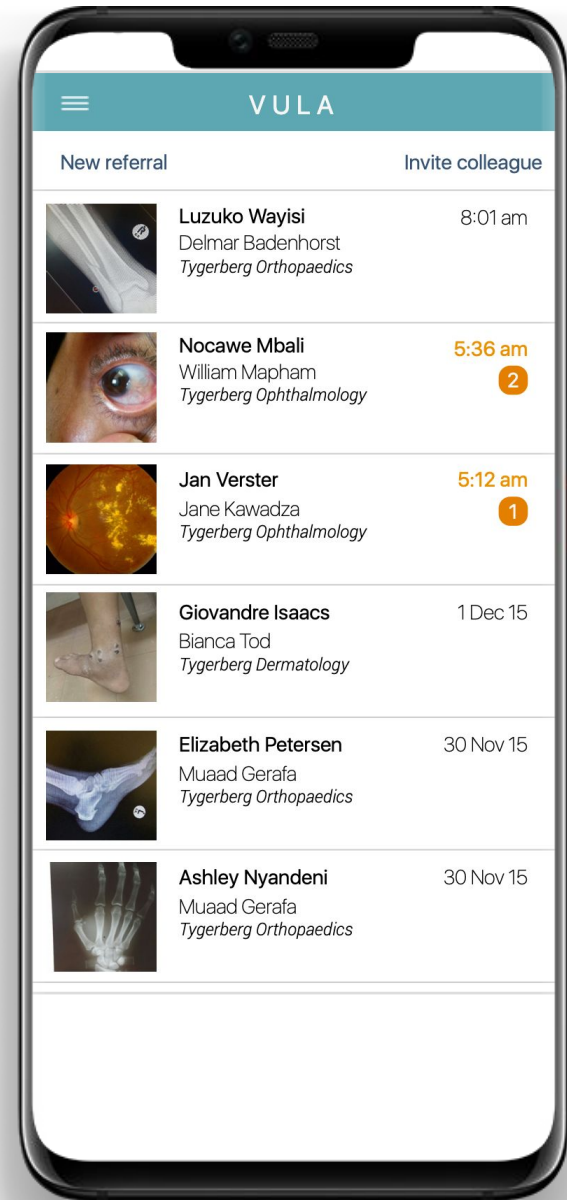 VULA
New referral
Invite colleague
Luzuko Wayisi
8:01 am
Delmar Badenhorst
Tygerberg Orthopaedics
Nocawe Mbali
5:36 am
William Mapham
2
Tygerberg Ophthalmology
Jan Verster
5:12 am
Jane Kawadza
1
Tygerberg Ophthalmology
Giovandre Isaacs
1 Dec 15
Bianca Tod
Tygerberg Dermatology
Elizabeth Petersen
30 Nov 15
Muaad Gerafa
Tygerberg Orthopaedics
Ashley Nyandeni
30 Nov 15
Muaad Gerafa
Tygerberg Orthopaedics